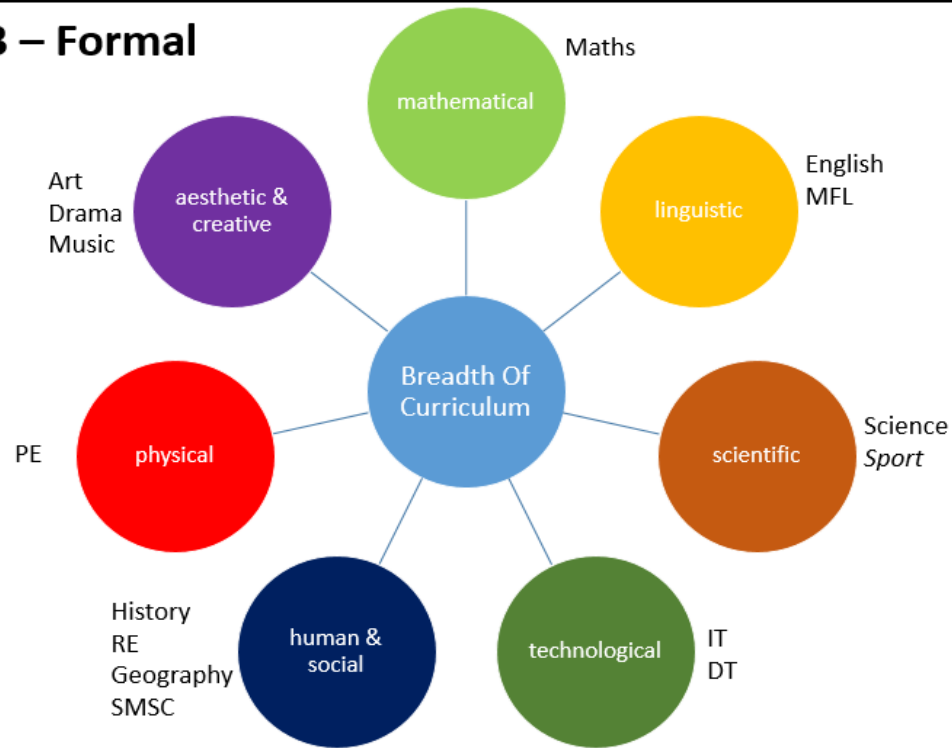 – Formal
Maths
mathematical
English
MFL
linguistic
Art
Drama
Music
aesthetic &
creative
Breadth Of
Curriculum
Science
Sport
scientific
PE
physical
History
RE
Geography
SMSC
human &
social
technological
IT
DT